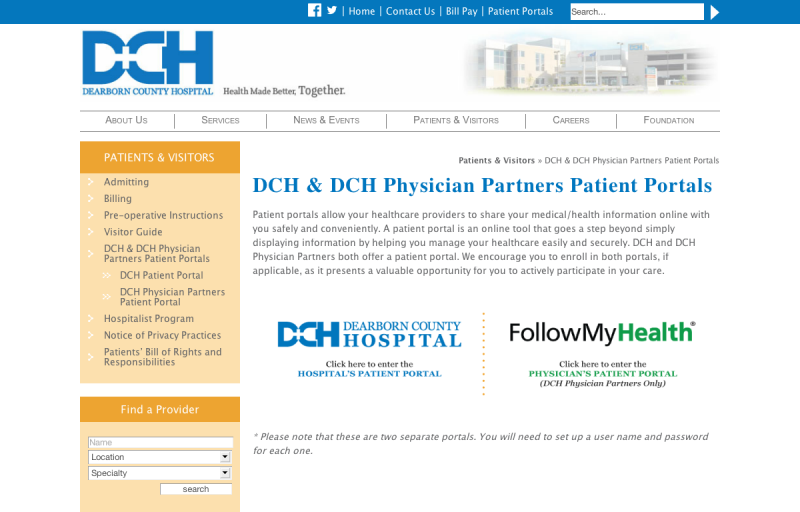 | Home | Contact Us | Bill Pay | Patient Portals
Search...
DCH
DEARBORN COUNTY HOSPITAL
Health Made Better, Together.
ABOUT US
SERVICES
NEWS & EVENTS
PATIENTS & VISITORS
CAREERS
FOUNDATION
PATIENTS & VISITORS
Admitting
Billing
Pre-operative Instructions
Visitor Guide
DCH & DCH Physician
Partners Patient Portals
DCH Patient Portal
DCH Physician Partners
Patient Portal
Hospitalist Program
Notice of Privacy Practices
Patients' Bill of Rights and
Responsibilities
Find a Provider
Name
Location
Specialty
search
Patients & Visitors » DCH & DCH Physician Partners Patient Portals
DCH & DCH Physician Partners Patient Portals
Patient portals allow your healthcare providers to share your medical/health information online with
you safely and conveniently. A patient portal is an online tool that goes a step beyond simply
displaying information by helping you manage your healthcare easily and securely. DCH and DCH
Physician Partners both offer a patient portal. We encourage you to enroll in both portals, if
applicable, as it presents a valuable opportunity for you to actively participate in your care.
DCH DEARBORN COUNTY
HOSPITAL
Click here to enter the
HOSPITAL'S PATIENT PORTAL
FollowMyHealth®
Click here to enter the
PHYSICIAN'S PATIENT PORTAL
(DCH Physician Partners Only)
* Please note that these are two separate portals. You will need to set up a user name and password
for each one.